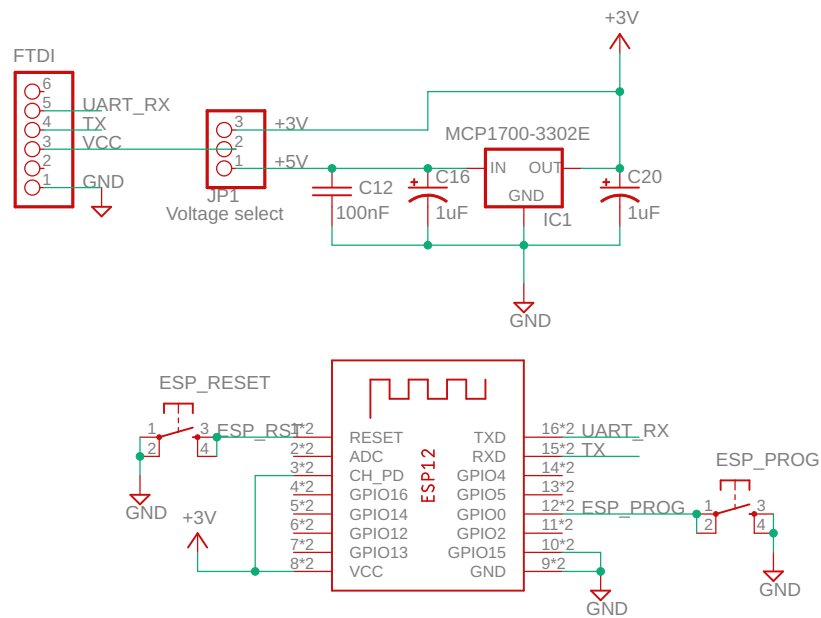 +3V
FTDI
6
5 UART_RX
4 TX
3 VCC
2
1 GND
3 +3V
2
1 +5V
JP1
Voltage select
MCP1700-3302E
IN OUT
GND
IC1
C12
100nF
C16
1uF
C20
1uF
GND
ESP_RESET
1 3 ESP_RST
2 4
GND
+3V
1*2 RESET TXD 16*2 UART_RX
2*2 ADC RXD 15*2 TX
3*2 CH_PD GPIO4 14*2
4*2 GPIO16 GPIO5 13*2
5*2 GPIO14 GPIO0 12*2 ESP_PROG
6*2 GPIO12 GPIO2 11*2
7*2 GPIO13 GPIO15 10*2
8*2 VCC GND 9*2
ESP12
GND
ESP_PROG
1 3
2 4
GND